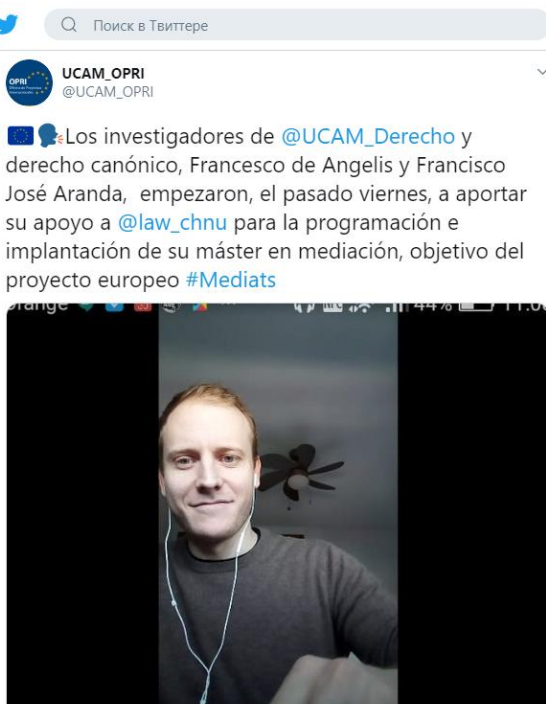 Поиск в Твиттере
OPRI
UCAM_OPRI
@UCAM_OPRI
Los investigadores de @UCAM_Derecho y
derecho canónico, Francesco de Angelis y Francisco
José Aranda, empezaron, el pasado viernes, a aportar
su apoyo a @law_chnu para la programación e
implantación de su máster en mediación, objetivo del
proyecto europeo #Mediats
44%